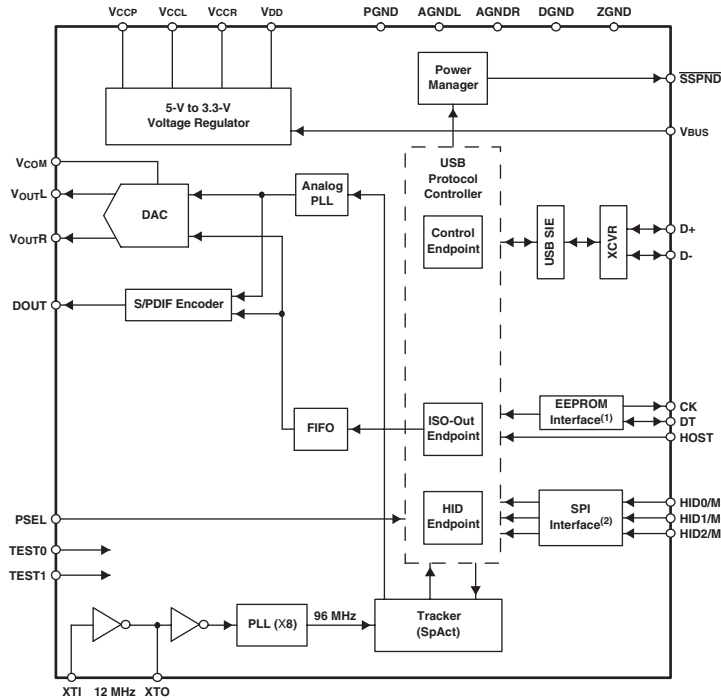 VCCP VCCL VCCR VDD PGND AGNDL AGNDR DGND ZGND
Power
Manager
SSPND
5-V to 3.3-V
Voltage Regulator
VBUS
VCOM
VOUTL
VOUTR
DAC
Analog
PLL
USB
Protocol
Controller
Control
Endpoint
USB SIE
XCVR
D+
D-
DOUT
S/PDIF Encoder
FIFO
ISO-Out
Endpoint
EEPROM
Interface(1)
CK
DT
HOST
HID
Endpoint
SPI
Interface(2)
HID0/M
HID1/M
HID2/M
PSEL
TEST0
TEST1
PLL (X8)
96 MHz
Tracker
(SpAct)
XTI 12 MHz XTO